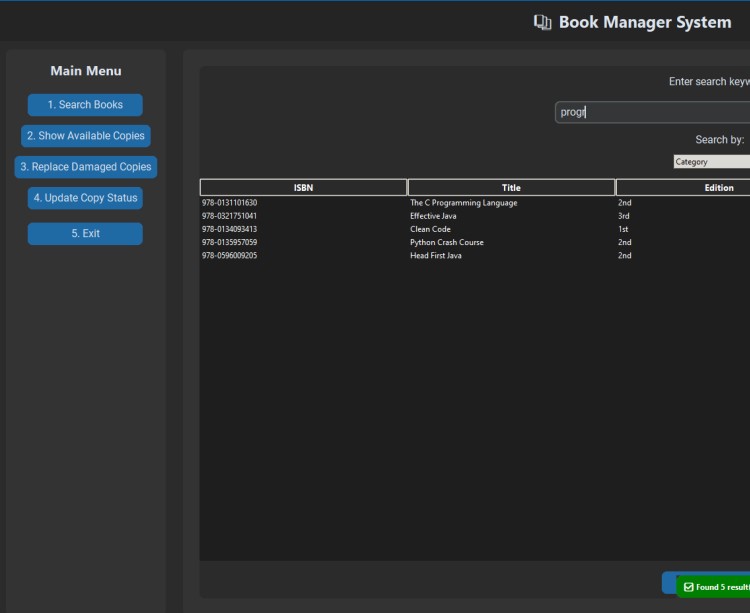 Book Manager System
Main Menu
1. Search Books
2. Show Available Copies
3. Replace Damaged Copies
4. Update Copy Status
5. Exit
Enter search keyw
progr
Search by:
Category
ISBN Title Edition
978-0131101630 The C Programming Language 2nd
978-0321751041 Effective Java 3rd
978-0134093413 Clean Code 1st
978-0135957059 Python Crash Course 2nd
978-0596009205 Head First Java 2nd
Found 5 result(